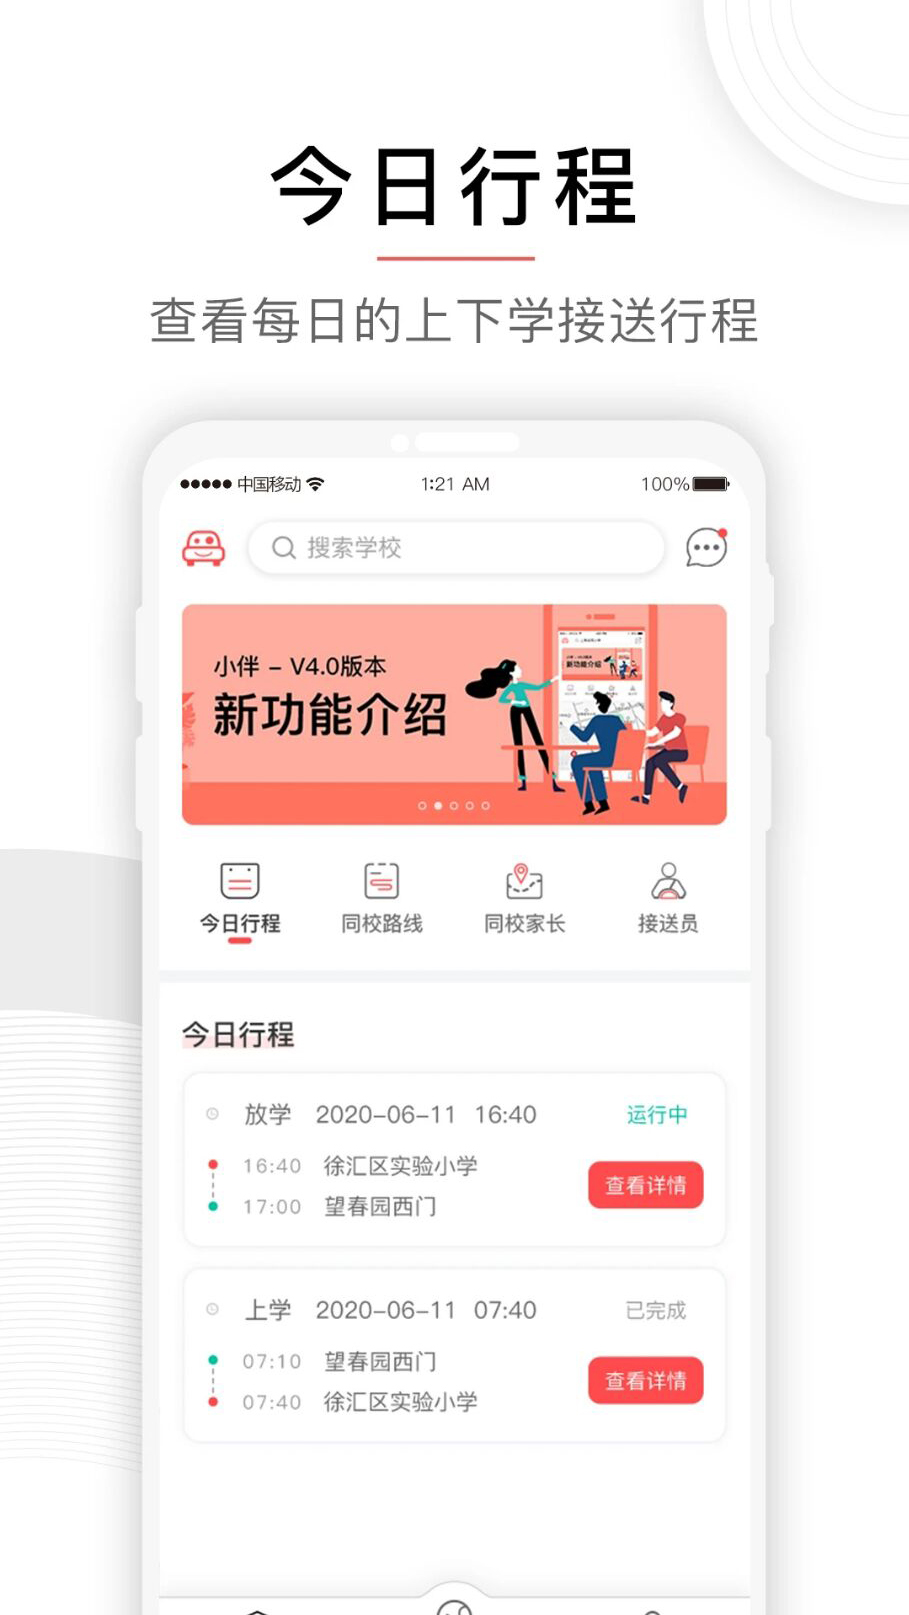 今日行程
查看每日的上下学接送行程
中国移动 1:21 AM 100%
搜索学校
小伴 – V4.0版本
新功能介绍
新功能介绍
今日行程 同校路线 同校家长 接送员
今日行程
放学 2020-06-11 16:40 运行中
16:40 徐汇区实验小学
查看详情
17:00 望春园西门
上学 2020-06-11 07:40 已完成
07:10 望春园西门
查看详情
07:40 徐汇区实验小学